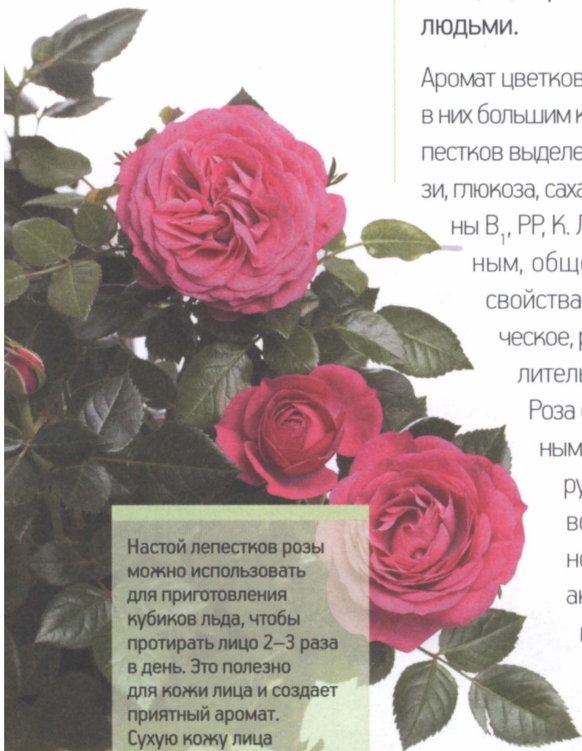 людьми.
Аромат цветков
в них большим к
пестков выделе
зи, глюкоза, саха
ны В₁, РР, К. Л
ным, обще
свойства
ческое, р
литель
Роза
ным
ру
во
но
ак
Настой лепестков розы
можно использовать
для приготовления
кубиков льда, чтобы
протирать лицо 2–3 раза
в день. Это полезно
для кожи лица и создает
приятный аромат.
Сухую кожу лица